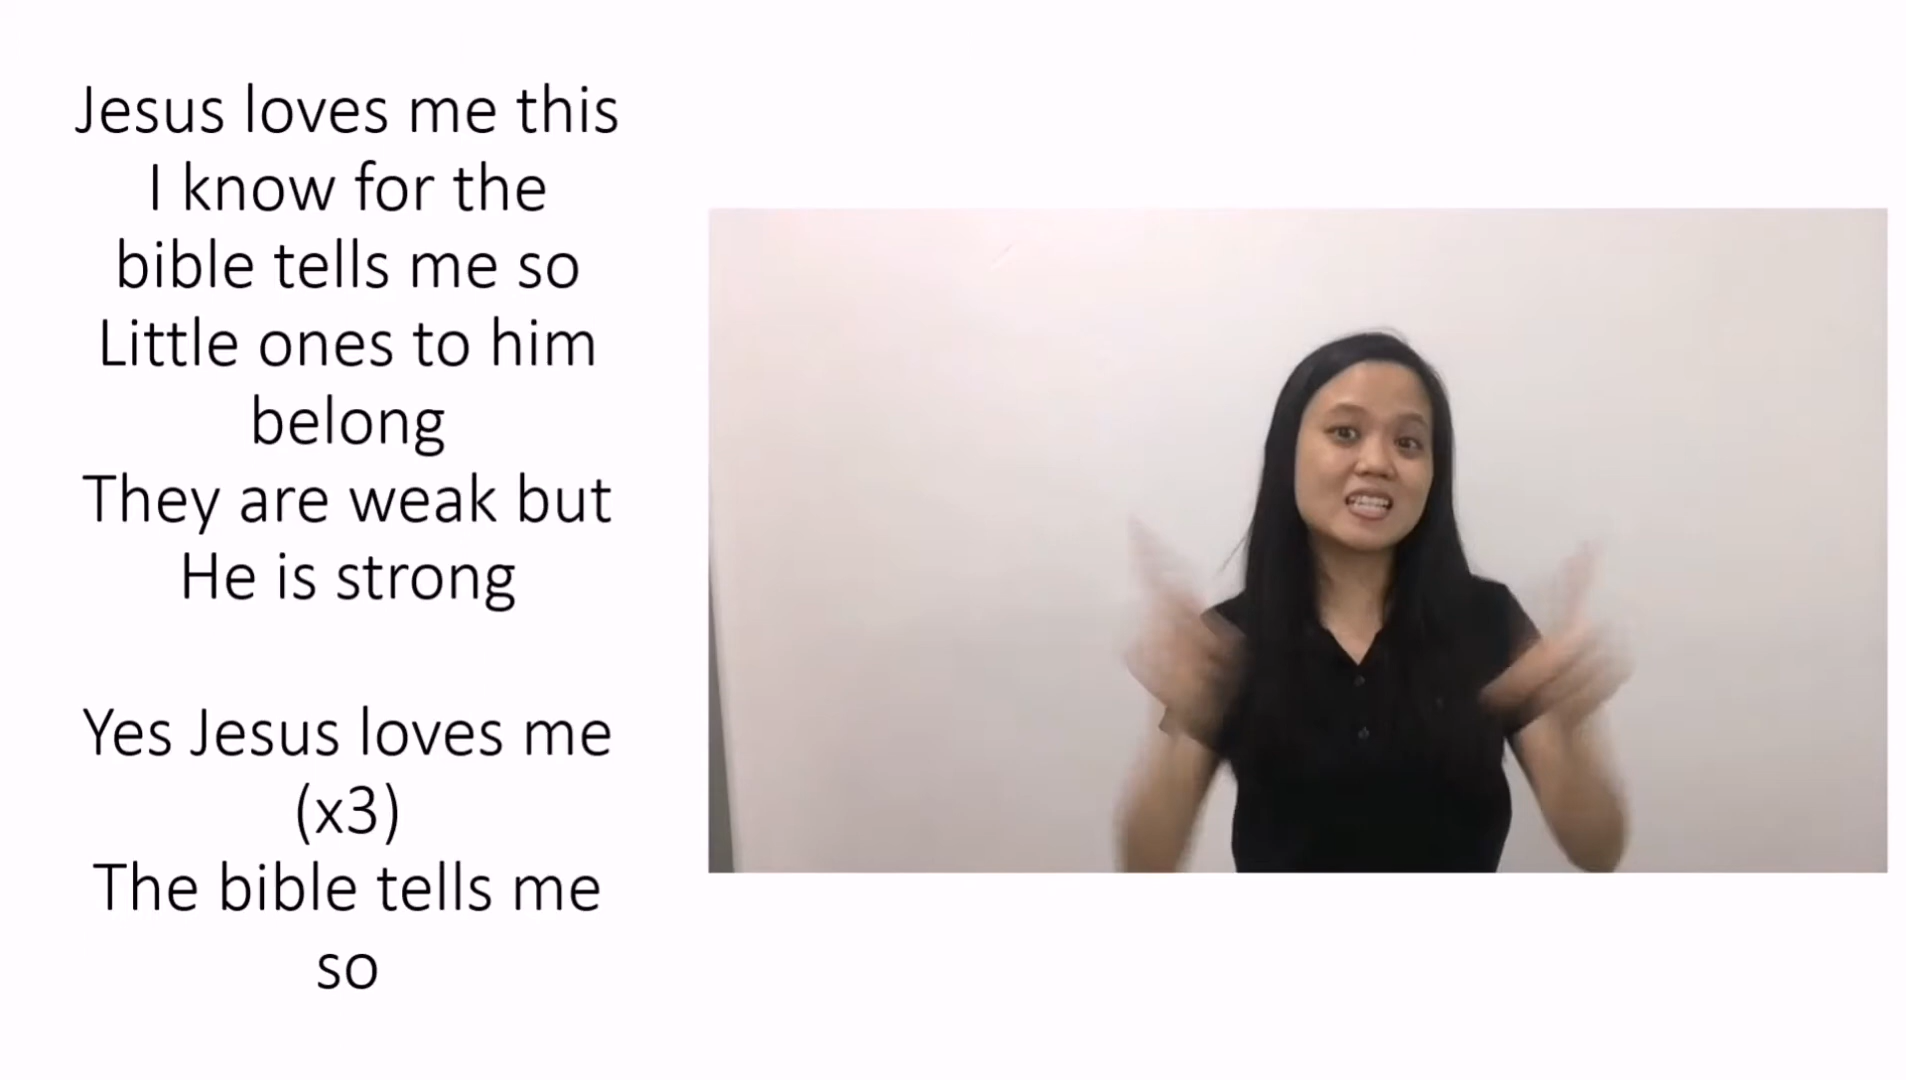 Jesus loves me this
I know for the
bible tells me so
Little ones to him
belong
They are weak but
He is strong
Yes Jesus loves me
(x3)
The bible tells me
so